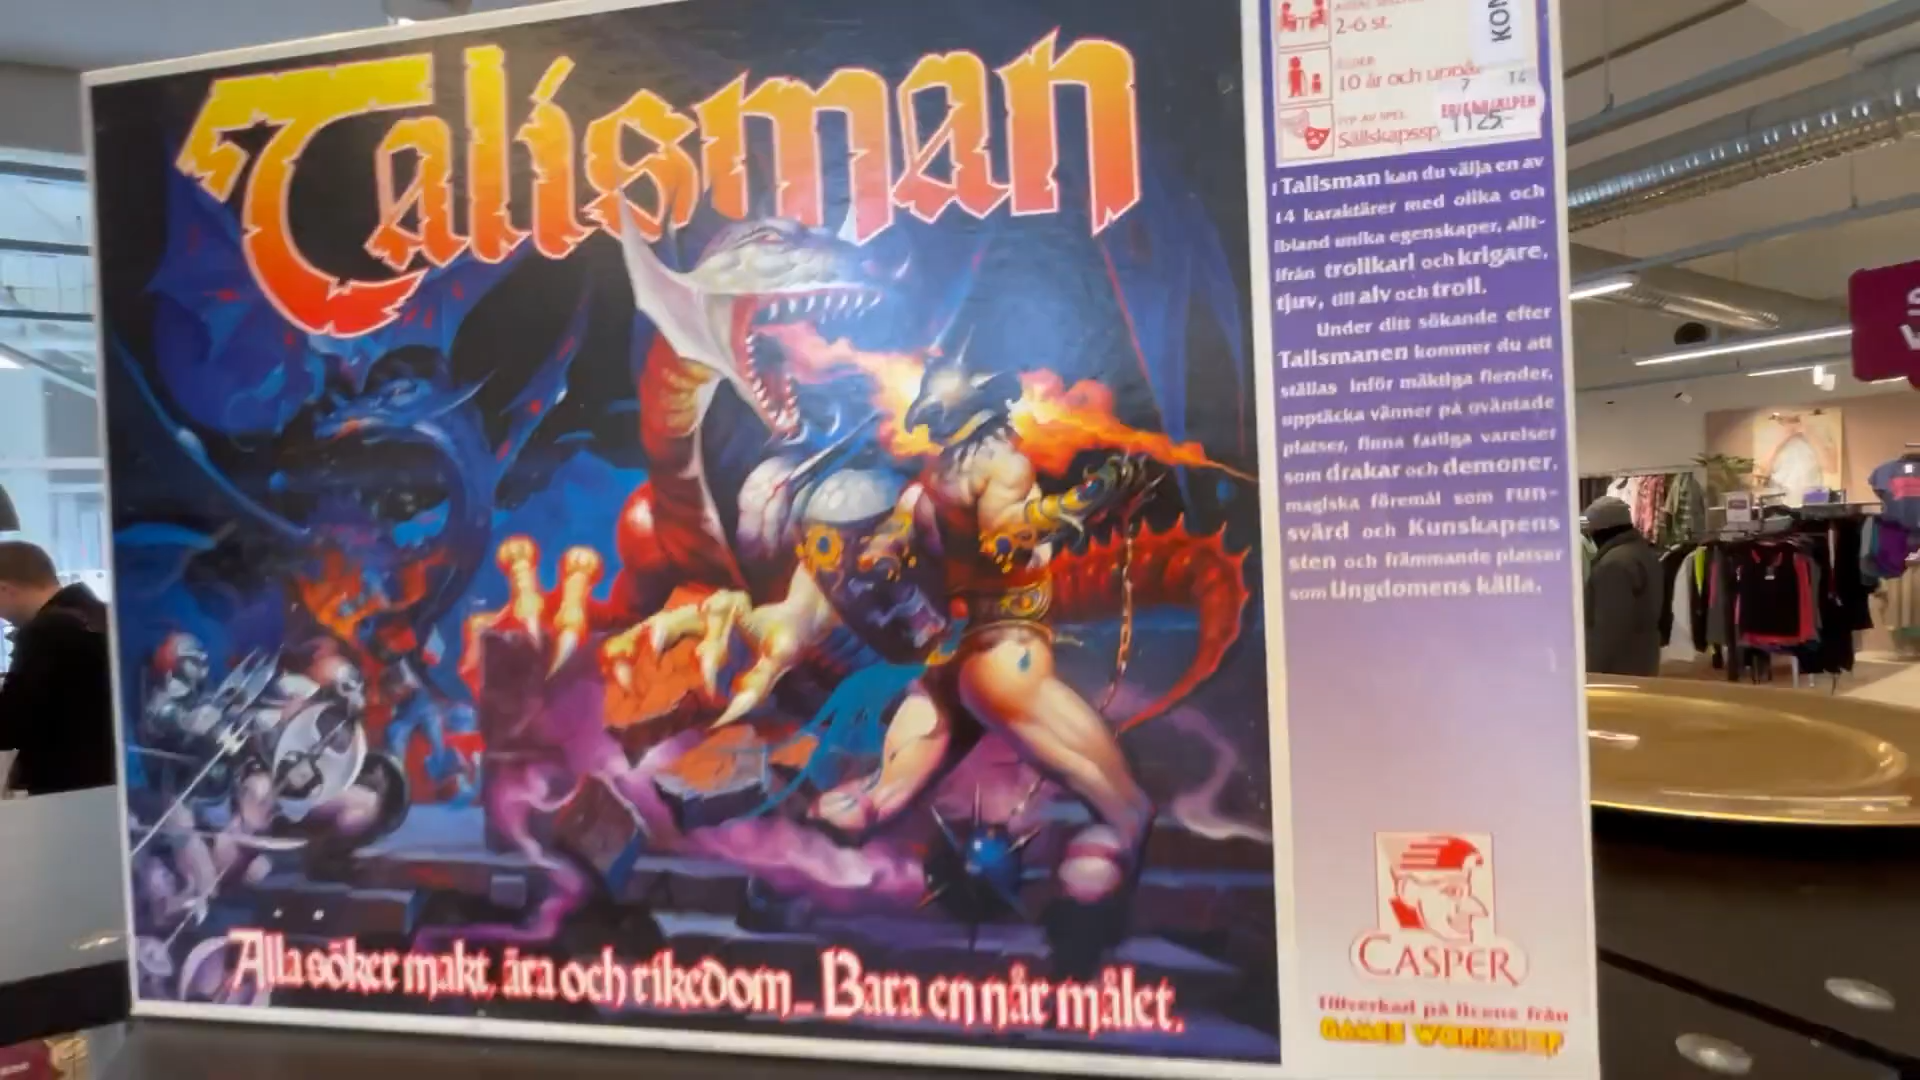 Talisman
2-6 st.
10 år och
Sällskapssp
1125.-
I Talisman kan du välja en av
14 karaktärer med olika och
ibland unika egenskaper, allt-
ifrån trollkarl och krigare,
tjuv, till alv och troll.
Under ditt sökande efter
Talismanen kommer du att
ställas inför mäktiga fiender,
upptäcka vänner på oväntade
platser, finna farliga varelser
som drakar och demoner,
magiska föremål som run-
svärd och Kunskapens
sten och främmande platser
som Ungdomens källa.
Alla söker makt, ära och rikedom... Bara en når målet.
CASPER
Tillverkad på licens från
GAMES WORKSHOP